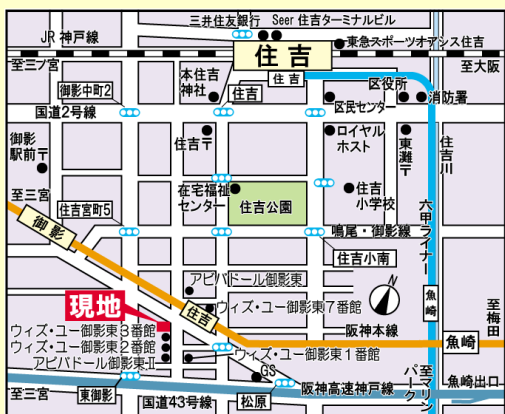 三井住友銀行 Seer 住吉ターミナルビル
JR 神戸線
住吉
東急スポーツオアシス住吉
至三ノ宮
至大阪
本住吉
神社
住吉
区役所
御影中町2
住吉
区民センター
消防署
国道2号線
御影
駅前〒
住吉〒
ロイヤル
ホスト
東灘〒
住吉川
至三宮
在宅福祉
センター
住吉公園
住吉
小学校
六甲ライナー
住吉宮町5
御影
鳴尾・御影線
住吉小南
アビパドール御影東
N
魚崎
至梅田
現地
住吉
ウィズ・ユー御影東7番館
ウィズ・ユー御影東3番館
ウィズ・ユー御影東2番館
アビパドール御影東-Ⅱ
阪神本線
魚崎
ウィズ・ユー御影東1番館
GS
至マリンパーク
至三宮
東御影
国道43号線
松原
阪神高速神戸線
魚崎出口